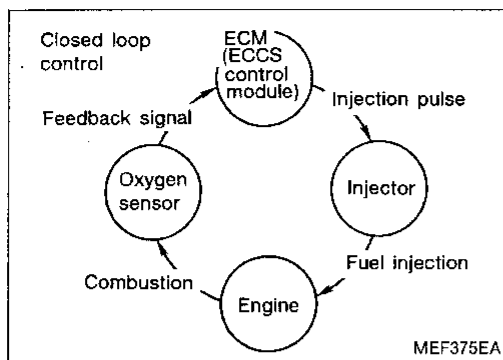 Closed loop
control
ECM
(ECCS
control
module)
Injection pulse
Feedback signal
Oxygen
sensor
Injector
Fuel injection
Combustion
Engine
MEF375EA